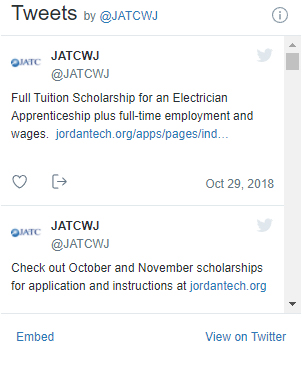 Tweets by @JATCWJ
JATC JATCWJ
@JATCWJ
Full Tuition Scholarship for an Electrician
Apprenticeship plus full-time employment and
wages. jordantech.org/apps/pages/ind…
Oct 29, 2018
JATC JATCWJ
@JATCWJ
Check out October and November scholarships
for application and instructions at jordantech.org
Embed View on Twitter